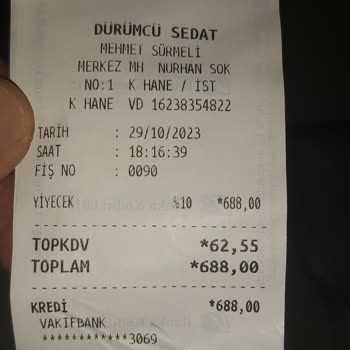 DÜRÜMCÜ SEDAT
MEHMET SÜRMELİ
MERKEZ MH NURHAN SOK
NO:1 K HANE / İST
K HANE VD 16238354822
TARİH : 29/10/2023
SAAT : 18:16:39
FİŞ NO : 0090
YİYECEK %10 *688,00
TOPKDV *62,55
TOPLAM *688,00
KREDİ *688,00
VAKIFBANK
************3069